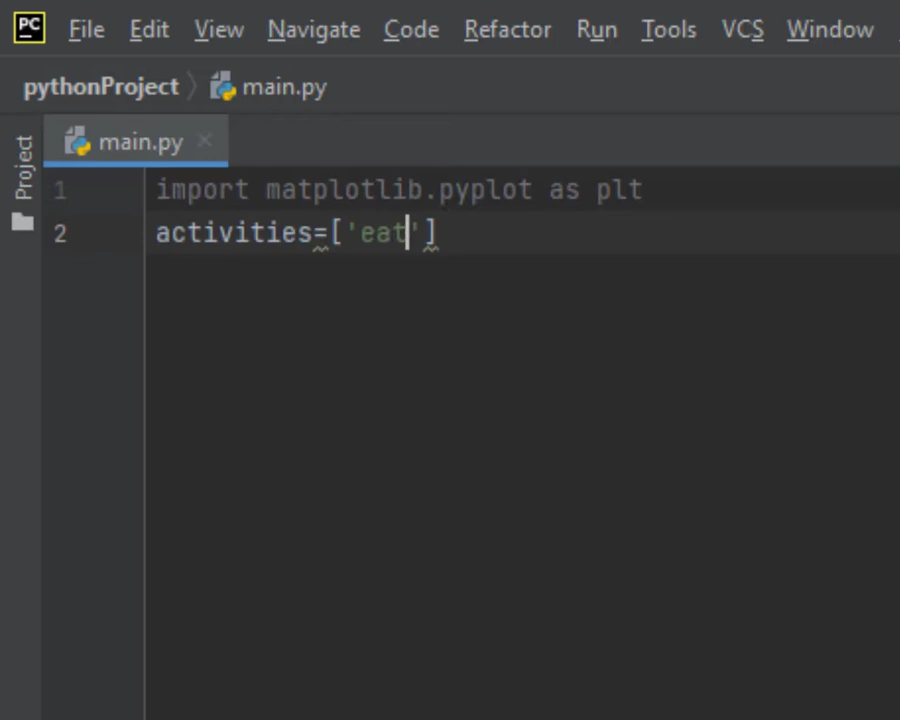 PC File Edit View Navigate Code Refactor Run Tools VCS Window
pythonProject main.py
main.py
Project
1 import matplotlib.pyplot as plt
2 activities=['eat']